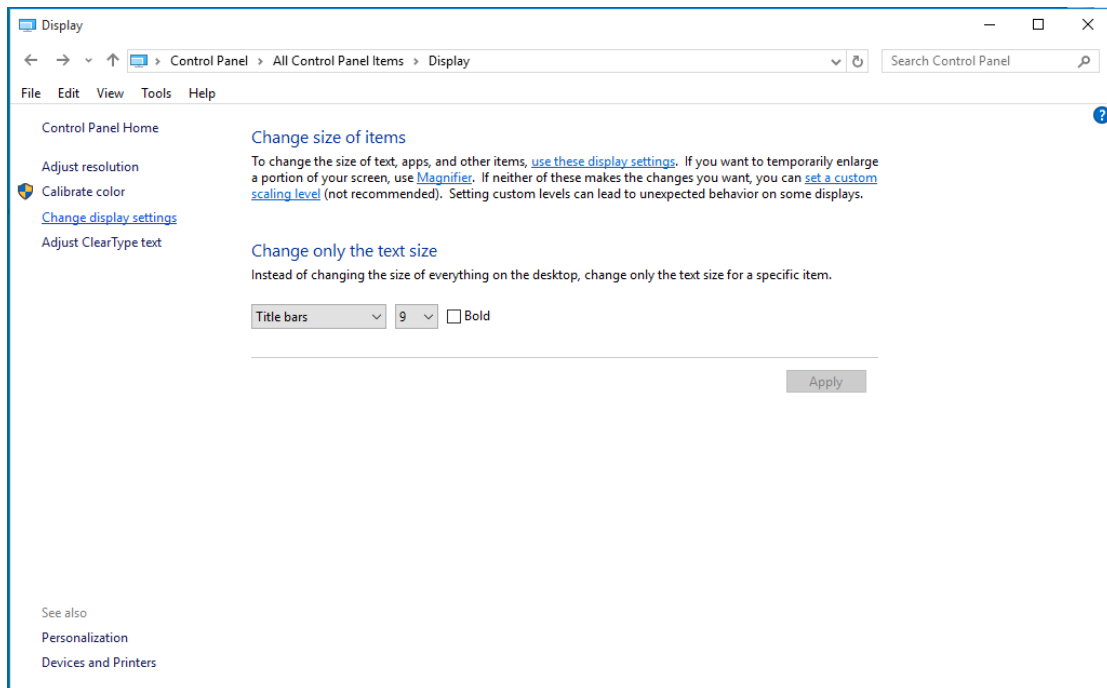 Display
Control Panel > All Control Panel Items > Display
Search Control Panel
File Edit View Tools Help
?
Control Panel Home
Adjust resolution
Calibrate color
Change display settings
Adjust ClearType text
Change size of items
To change the size of text, apps, and other items, use these display settings. If you want to temporarily enlarge
a portion of your screen, use Magnifier. If neither of these makes the changes you want, you can set a custom
scaling level (not recommended). Setting custom levels can lead to unexpected behavior on some displays.
Change only the text size
Instead of changing the size of everything on the desktop, change only the text size for a specific item.
Title bars 9 Bold
Apply
See also
Personalization
Devices and Printers